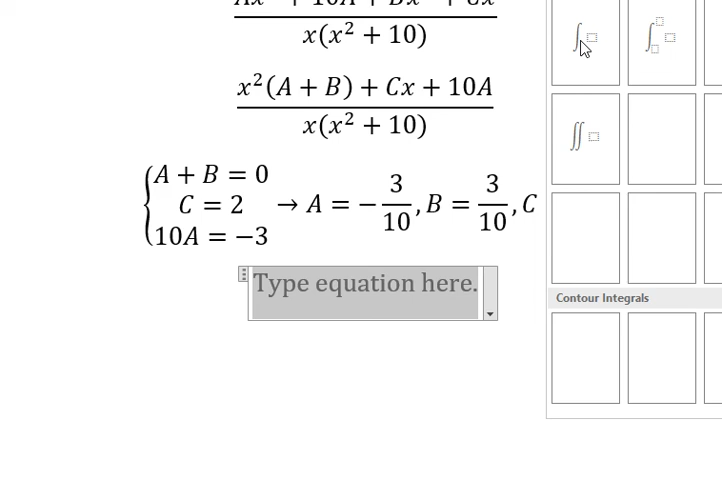 x(x² + 10)
x²(A + B) + Cx + 10A
x(x² + 10)
A + B = 0
C = 2
10A = −3
→ A = −3/10, B = 3/10, C
Type equation here.
Contour Integrals